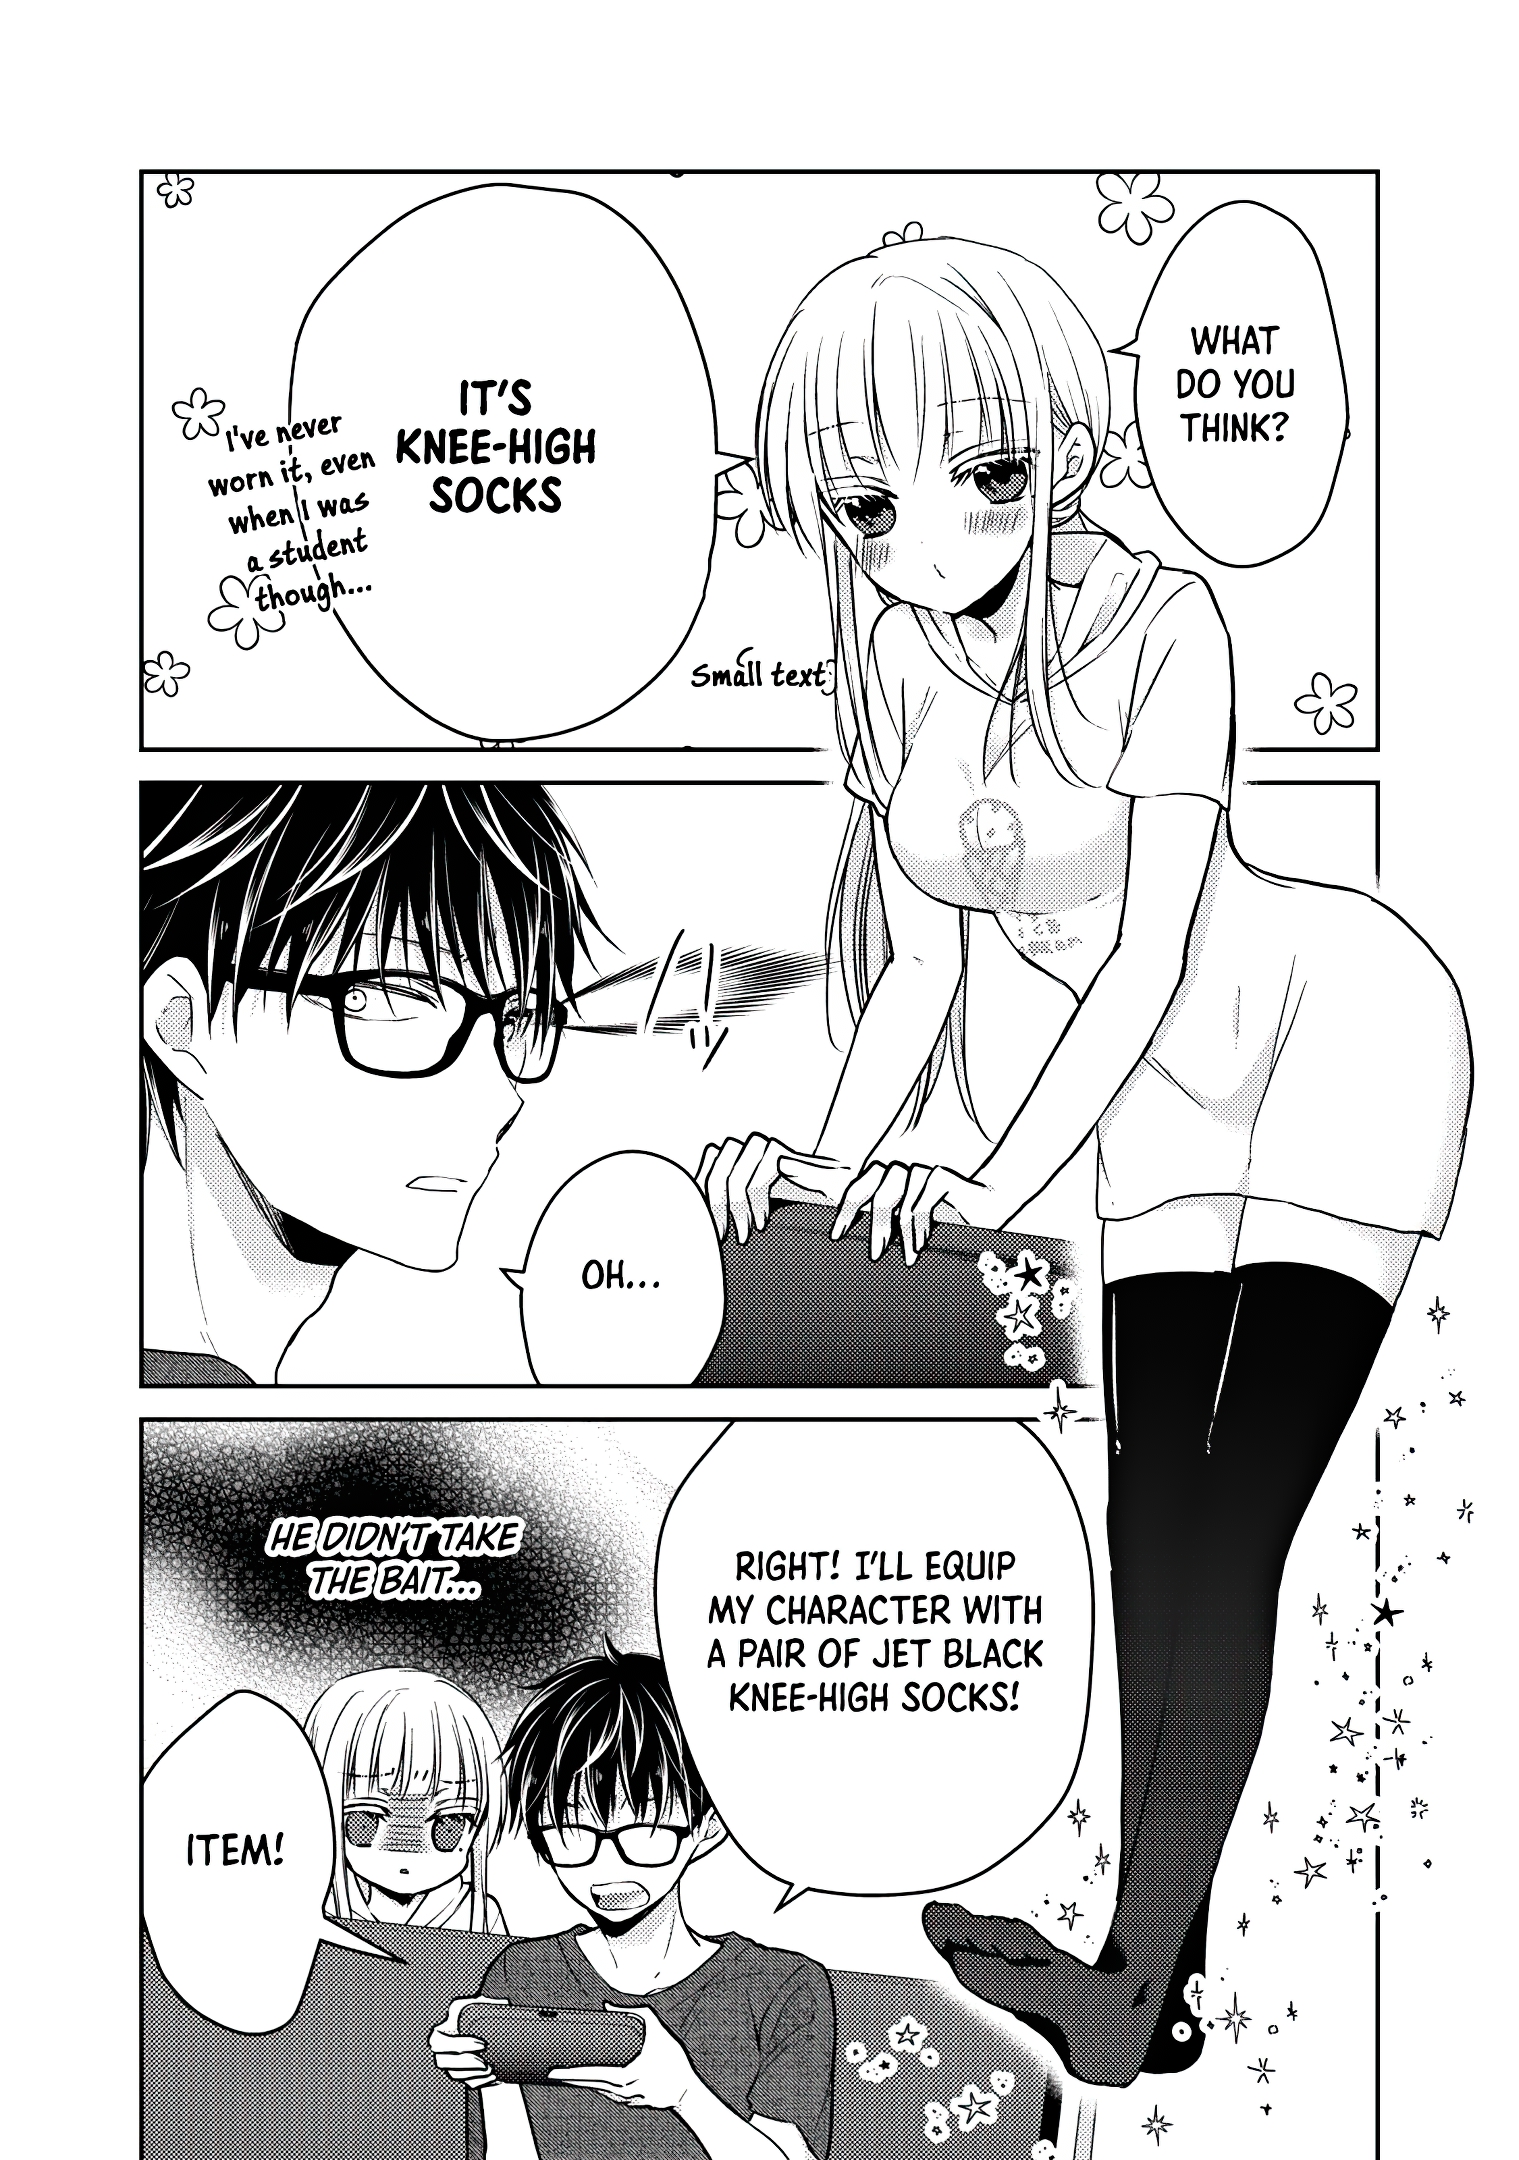 WHAT
DO YOU
THINK?
IT'S
KNEE-HIGH
SOCKS
I've never
worn it, even
when I was
a student
though...
Small text
OH...
RIGHT! I'LL EQUIP
MY CHARACTER WITH
A PAIR OF JET BLACK
KNEE-HIGH SOCKS!
HE DIDN'T TAKE
THE BAIT...
ITEM!